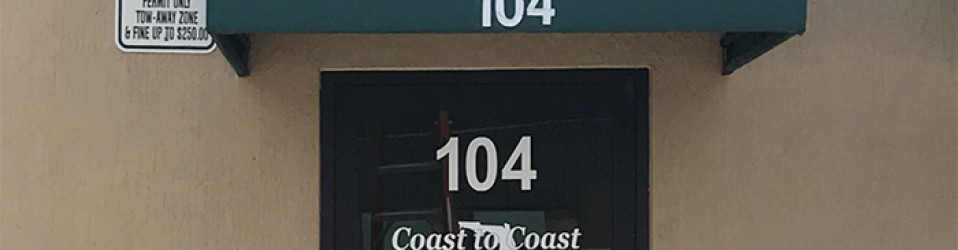 PERMIT ONLY
TOW-AWAY ZONE
& FINE UP TO $250.00
104
104
Coast to Coast